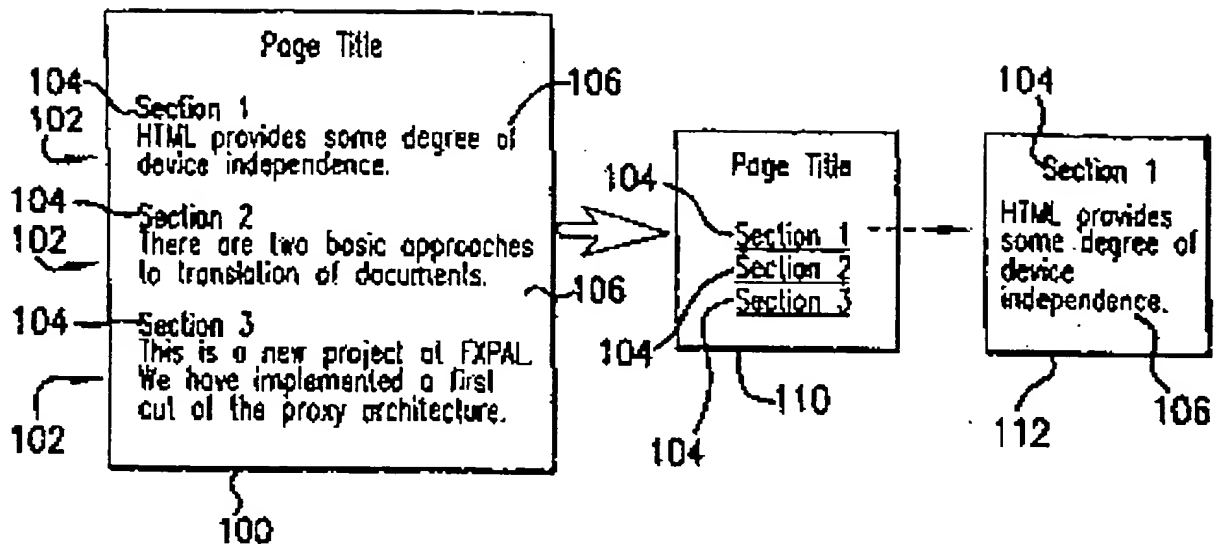 Page Title
104
Section 1
106
102
HTML provides some degree of
device independence.
104
Section 2
102
There are two basic approaches
to translation of documents.
106
104
Section 3
This is a new project at FXPAL.
We have implemented a first
cut of the proxy architecture.
102
100
Page Title
104
Section 1
Section 2
104
Section 3
104
110
104
Section 1
HTML provides
some degree of
device
independence.
106
112